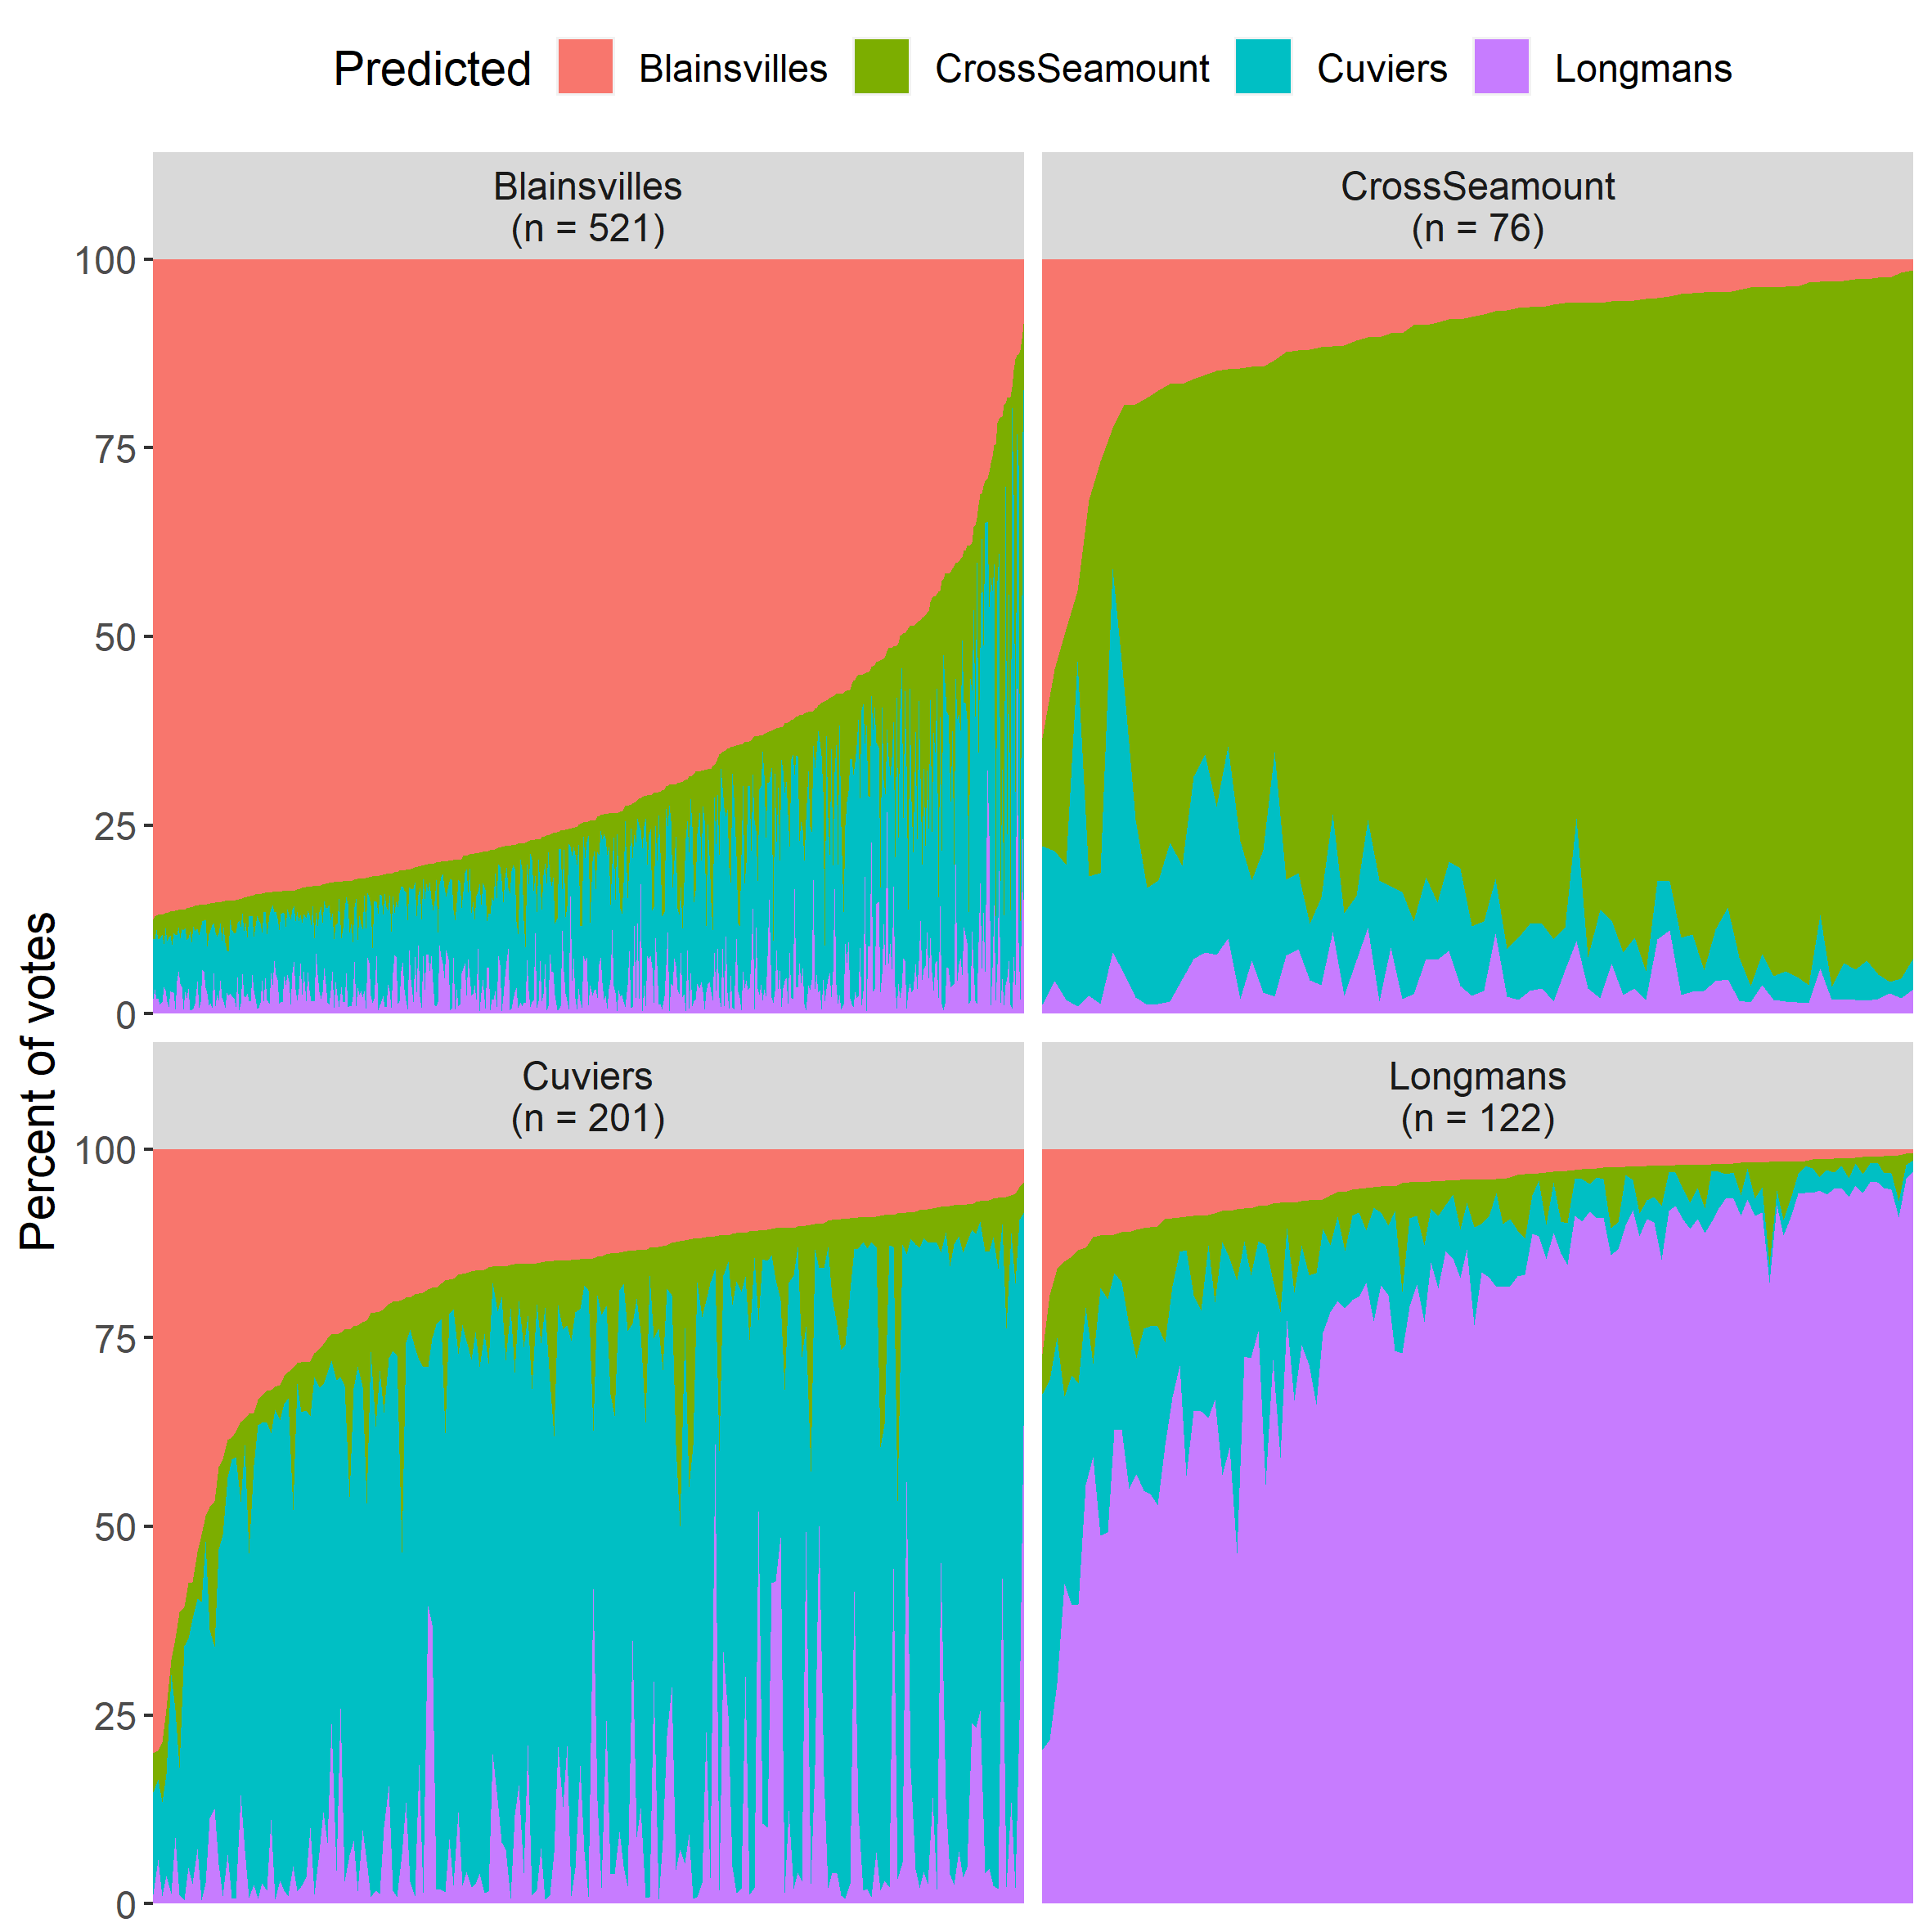 Predicted Blainsvilles CrossSeamount Cuviers Longmans
Blainsvilles
(n = 521)
CrossSeamount
(n = 76)
100
75
50
25
0
Percent of votes
Cuviers
(n = 201)
Longmans
(n = 122)
100
75
50
25
0